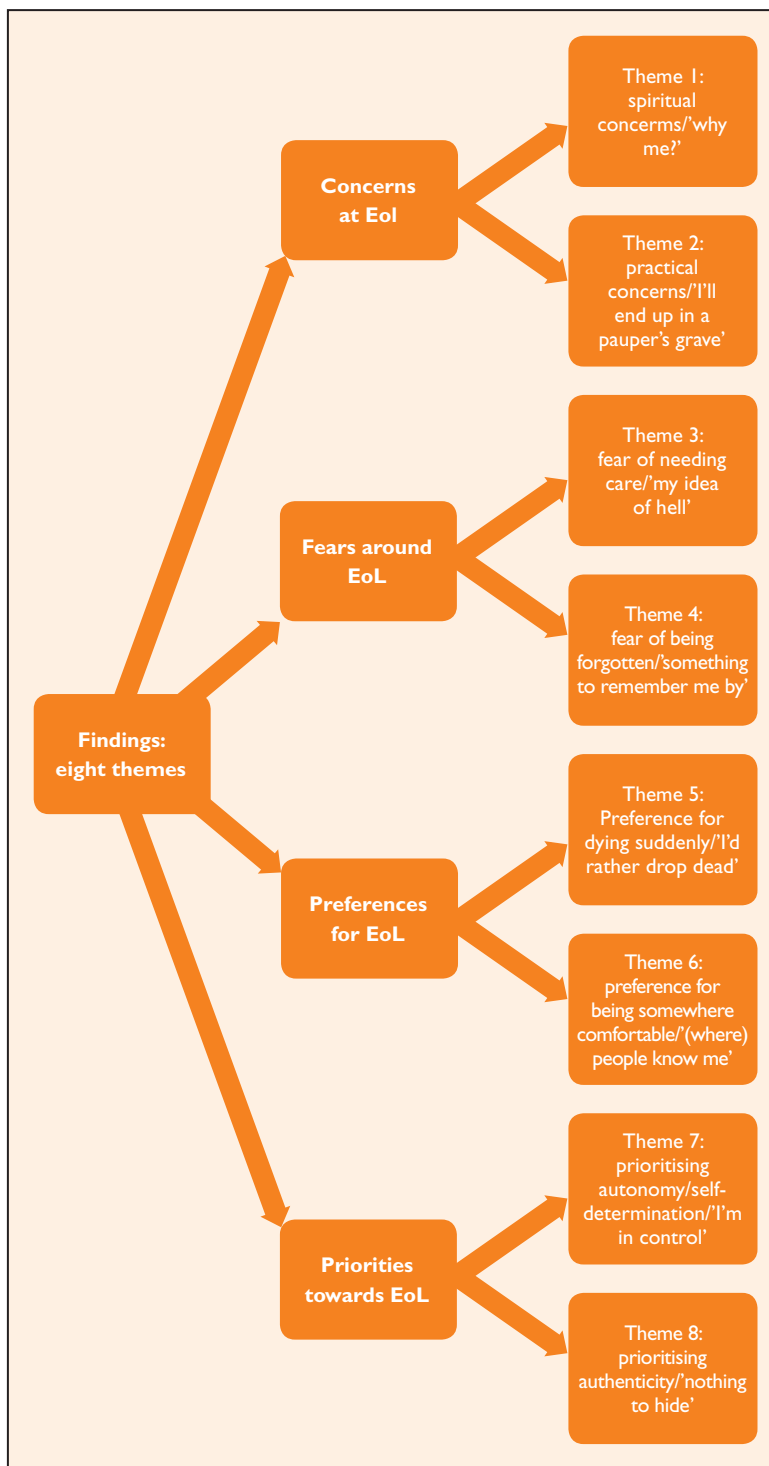 Findings:
eight themes
Concerns
at Eol
Theme 1:
spiritual
concerms/’why
me?’
Theme 2:
practical
concerns/’I’ll
end up in a
pauper’s grave’
Fears around
EoL
Theme 3:
fear of needing
care/’my idea
of hell’
Theme 4:
fear of being
forgotten/’something
to remember me by’
Preferences
for EoL
Theme 5:
Preference for
dying suddenly/’I’d
rather drop dead’
Theme 6:
preference for
being somewhere
comfortable/’(where)
people know me’
Priorities
towards EoL
Theme 7:
prioritising
autonomy/self-
determination/’I’m
in control’
Theme 8:
prioritising
authenticity/’nothing
to hide’